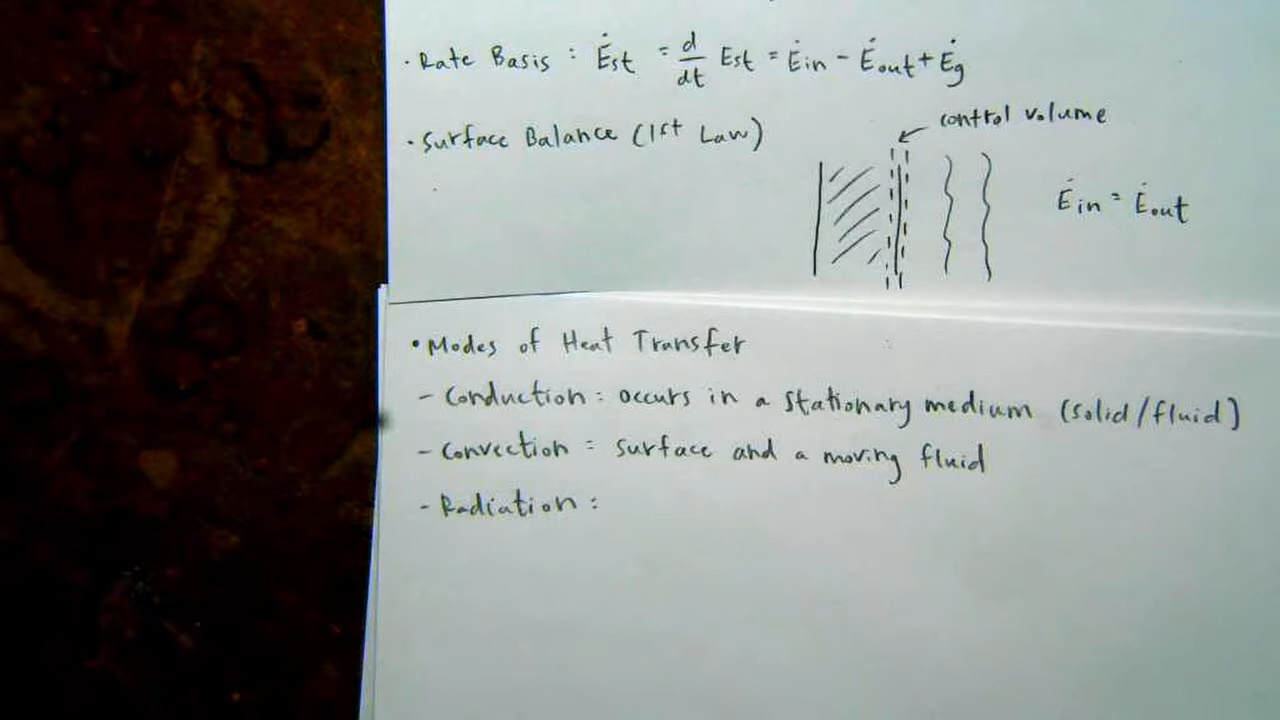 · Rate Basis : Ėst = d/dt Est = Ėin - Ėout + Ėg
· Surface Balance (1st Law)
control volume
Ėin = Ėout
• Modes of Heat Transfer
- Conduction : occurs in a stationary medium (solid/fluid)
- Convection = surface and a moving fluid
- Radiation :